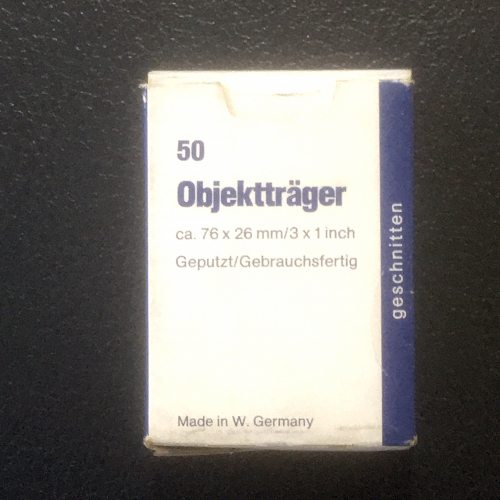 50
Objektträger
ca. 76 x 26 mm/3 x 1 inch
Geputzt/Gebrauchsfertig
geschnitten
Made in W. Germany